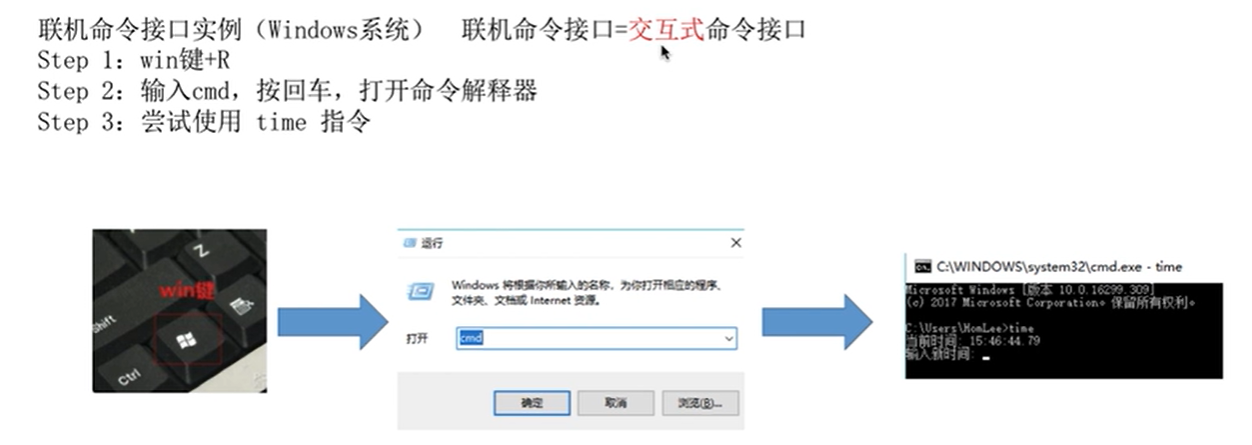 联机命令接口实例（Windows系统）  联机命令接口=交互式命令接口
Step 1：win键+R
Step 2：输入cmd，按回车，打开命令解释器
Step 3：尝试使用 time 指令
Z
win键
Shift
Ctrl
运行
Windows 将根据你所输入的名称，为你打开相应的程序、
文件夹、文档或 Internet 资源。
打开
cmd
确定 取消 浏览(B)...
C:\WINDOWS\system32\cmd.exe - time
Microsoft Windows [版本 10.0.16299.309]
(c) 2017 Microsoft Corporation。保留所有权利。
C:\Users\HomLee>time
当前时间: 15:46:44.79
输入新时间: